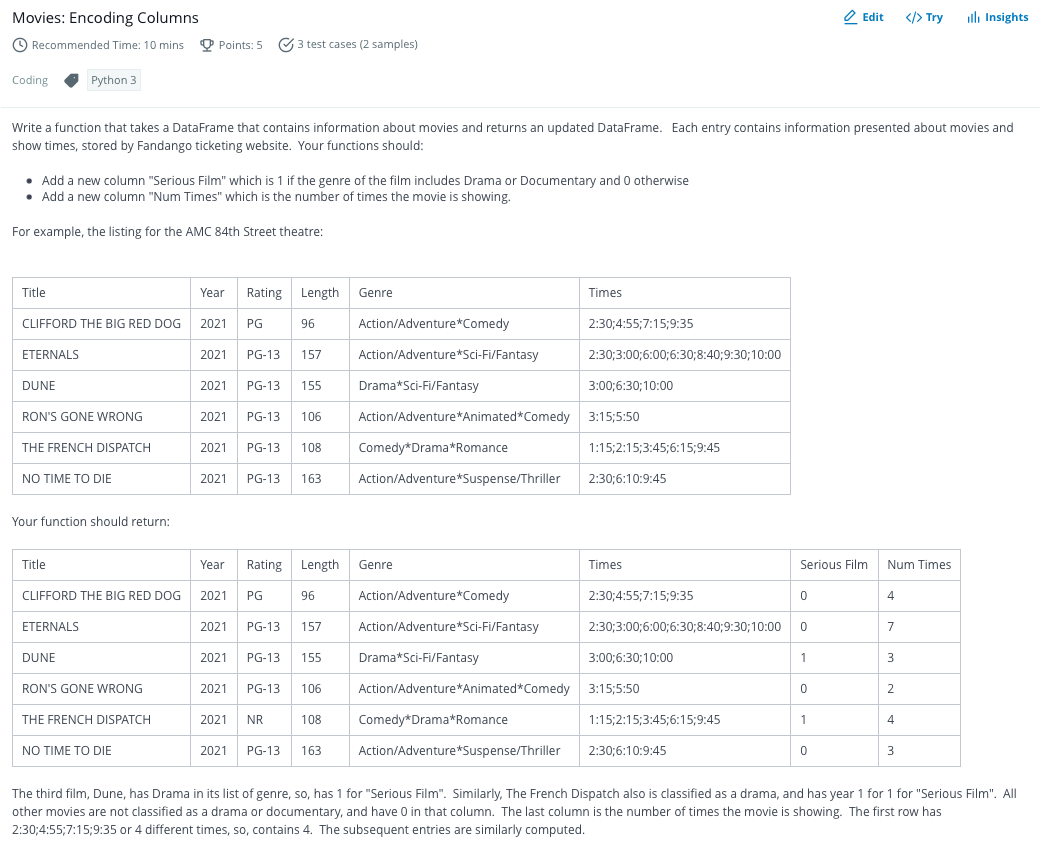 Movies: Encoding Columns
Edit Try Insights
Recommended Time: 10 mins Points: 5 3 test cases (2 samples)
Coding Python 3
Write a function that takes a DataFrame that contains information about movies and returns an updated DataFrame. Each entry contains information presented about movies and
show times, stored by Fandango ticketing website. Your functions should:
Add a new column "Serious Film" which is 1 if the genre of the film includes Drama or Documentary and 0 otherwise
Add a new column "Num Times" which is the number of times the movie is showing.
For example, the listing for the AMC 84th Street theatre:
Title Year Rating Length Genre Times
CLIFFORD THE BIG RED DOG 2021 PG 96 Action/Adventure*Comedy 2:30;4:55;7:15;9:35
ETERNALS 2021 PG-13 157 Action/Adventure*Sci-Fi/Fantasy 2:30;3:00;6:00;6:30;8:40;9:30;10:00
DUNE 2021 PG-13 155 Drama*Sci-Fi/Fantasy 3:00;6:30;10:00
RON'S GONE WRONG 2021 PG-13 106 Action/Adventure*Animated*Comedy 3:15;5:50
THE FRENCH DISPATCH 2021 PG-13 108 Comedy*Drama*Romance 1:15;2:15;3:45;6:15;9:45
NO TIME TO DIE 2021 PG-13 163 Action/Adventure*Suspense/Thriller 2:30;6:10:9:45
Your function should return:
Title Year Rating Length Genre Times Serious Film Num Times
CLIFFORD THE BIG RED DOG 2021 PG 96 Action/Adventure*Comedy 2:30;4:55;7:15;9:35 0 4
ETERNALS 2021 PG-13 157 Action/Adventure*Sci-Fi/Fantasy 2:30;3:00;6:00;6:30;8:40;9:30;10:00 0 7
DUNE 2021 PG-13 155 Drama*Sci-Fi/Fantasy 3:00;6:30;10:00 1 3
RON'S GONE WRONG 2021 PG-13 106 Action/Adventure*Animated*Comedy 3:15;5:50 0 2
THE FRENCH DISPATCH 2021 NR 108 Comedy*Drama*Romance 1:15;2:15;3:45;6:15;9:45 1 4
NO TIME TO DIE 2021 PG-13 163 Action/Adventure*Suspense/Thriller 2:30;6:10:9:45 0 3
The third film, Dune, has Drama in its list of genre, so, has 1 for "Serious Film". Similarly, The French Dispatch also is classified as a drama, and has year 1 for 1 for "Serious Film". All
other movies are not classified as a drama or documentary, and have 0 in that column. The last column is the number of times the movie is showing. The first row has
2:30;4:55;7:15;9:35 or 4 different times, so, contains 4. The subsequent entries are similarly computed.